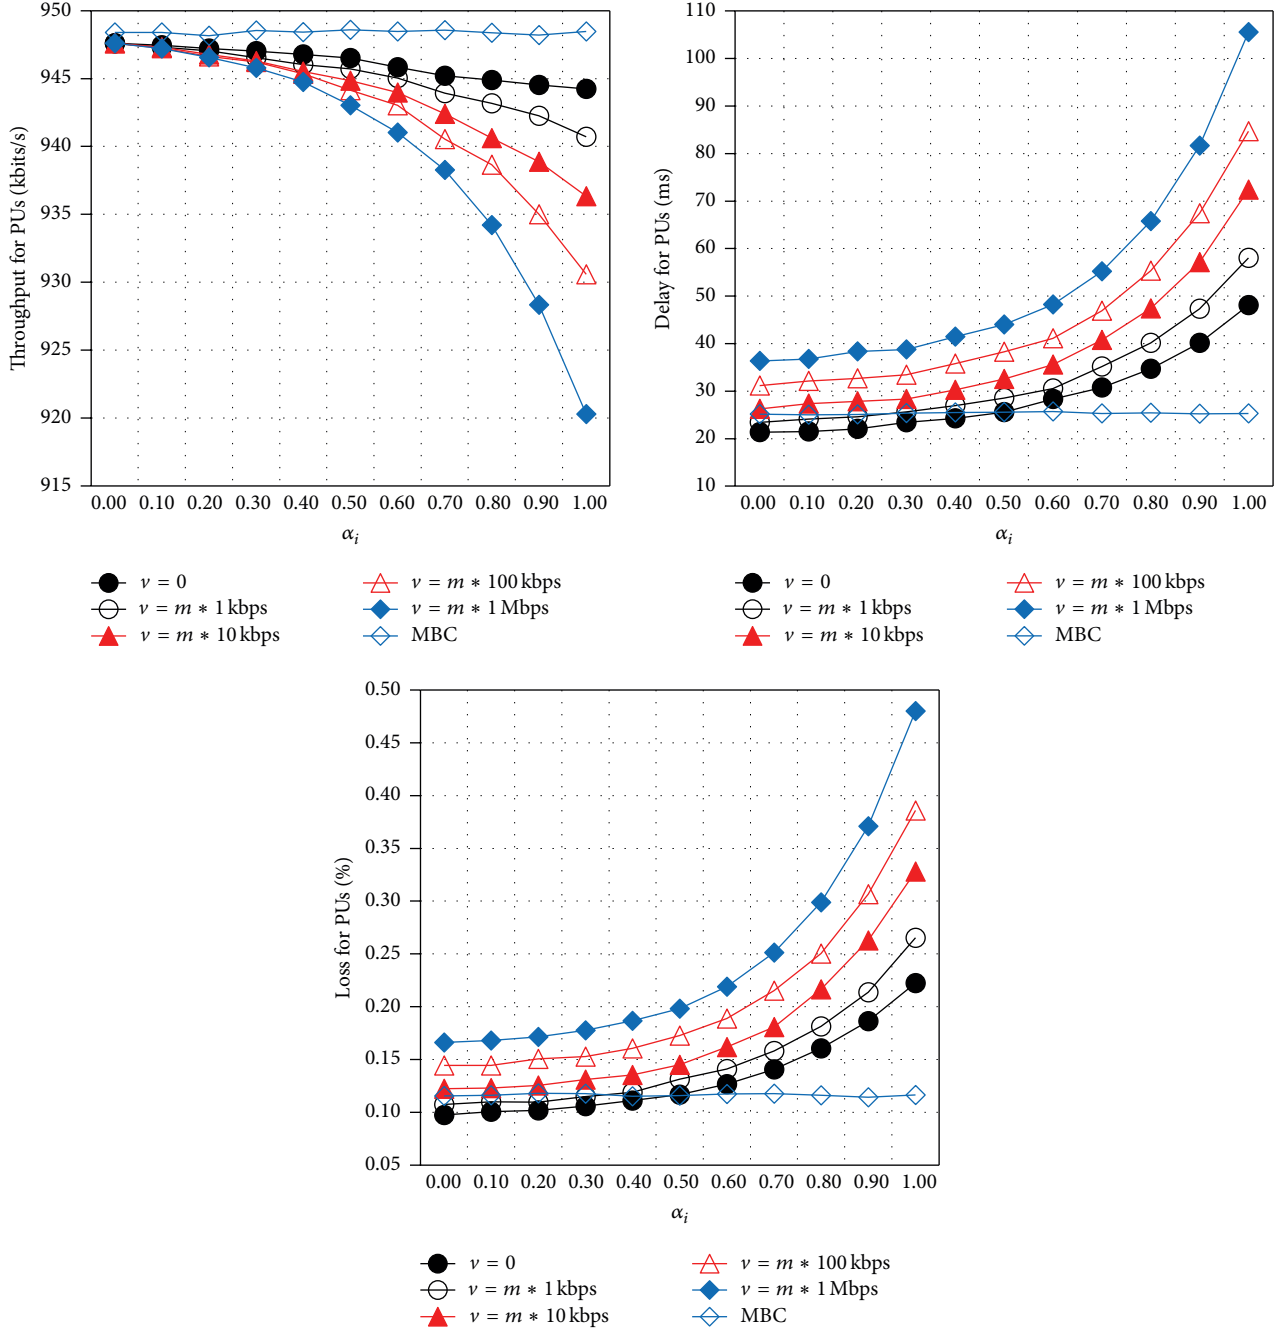 Throughput for PUs (kbits/s)
950
945
940
935
930
925
920
915
0.00 0.10 0.20 0.30 0.40 0.50 0.60 0.70 0.80 0.90 1.00
α_i
v = 0
v = m ∗ 1 kbps
v = m ∗ 10 kbps
v = m ∗ 100 kbps
v = m ∗ 1 Mbps
MBC
Delay for PUs (ms)
110
100
90
80
70
60
50
40
30
20
10
0.00 0.10 0.20 0.30 0.40 0.50 0.60 0.70 0.80 0.90 1.00
α_i
v = 0
v = m ∗ 1 kbps
v = m ∗ 10 kbps
v = m ∗ 100 kbps
v = m ∗ 1 Mbps
MBC
Loss for PUs (%)
0.50
0.45
0.40
0.35
0.30
0.25
0.20
0.15
0.10
0.05
0.00 0.10 0.20 0.30 0.40 0.50 0.60 0.70 0.80 0.90 1.00
α_i
v = 0
v = m ∗ 1 kbps
v = m ∗ 10 kbps
v = m ∗ 100 kbps
v = m ∗ 1 Mbps
MBC